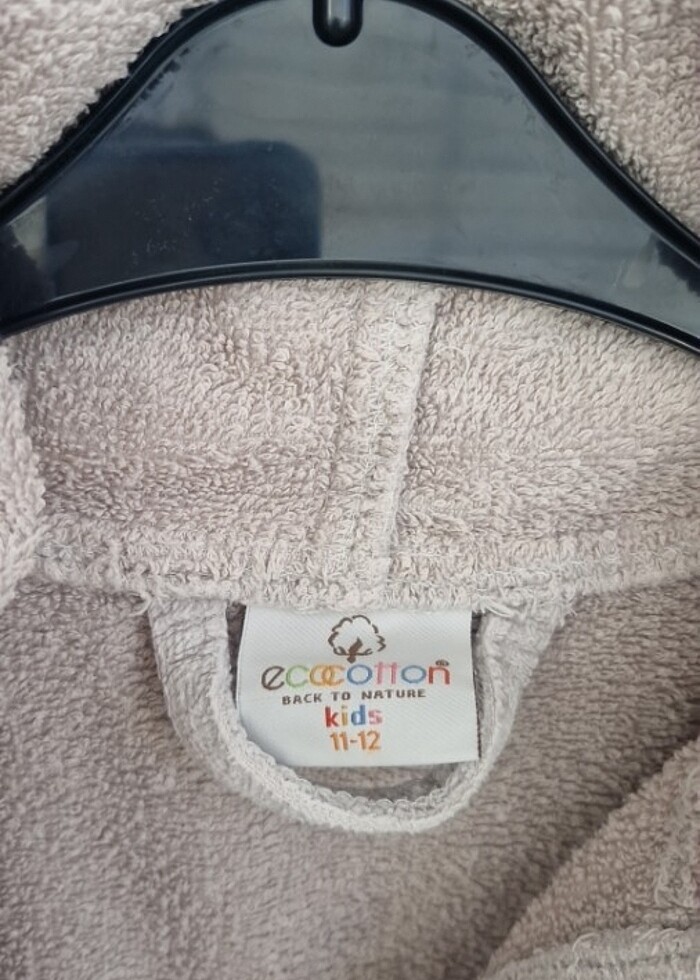 ecocotton
BACK TO NATURE
kids
11-12